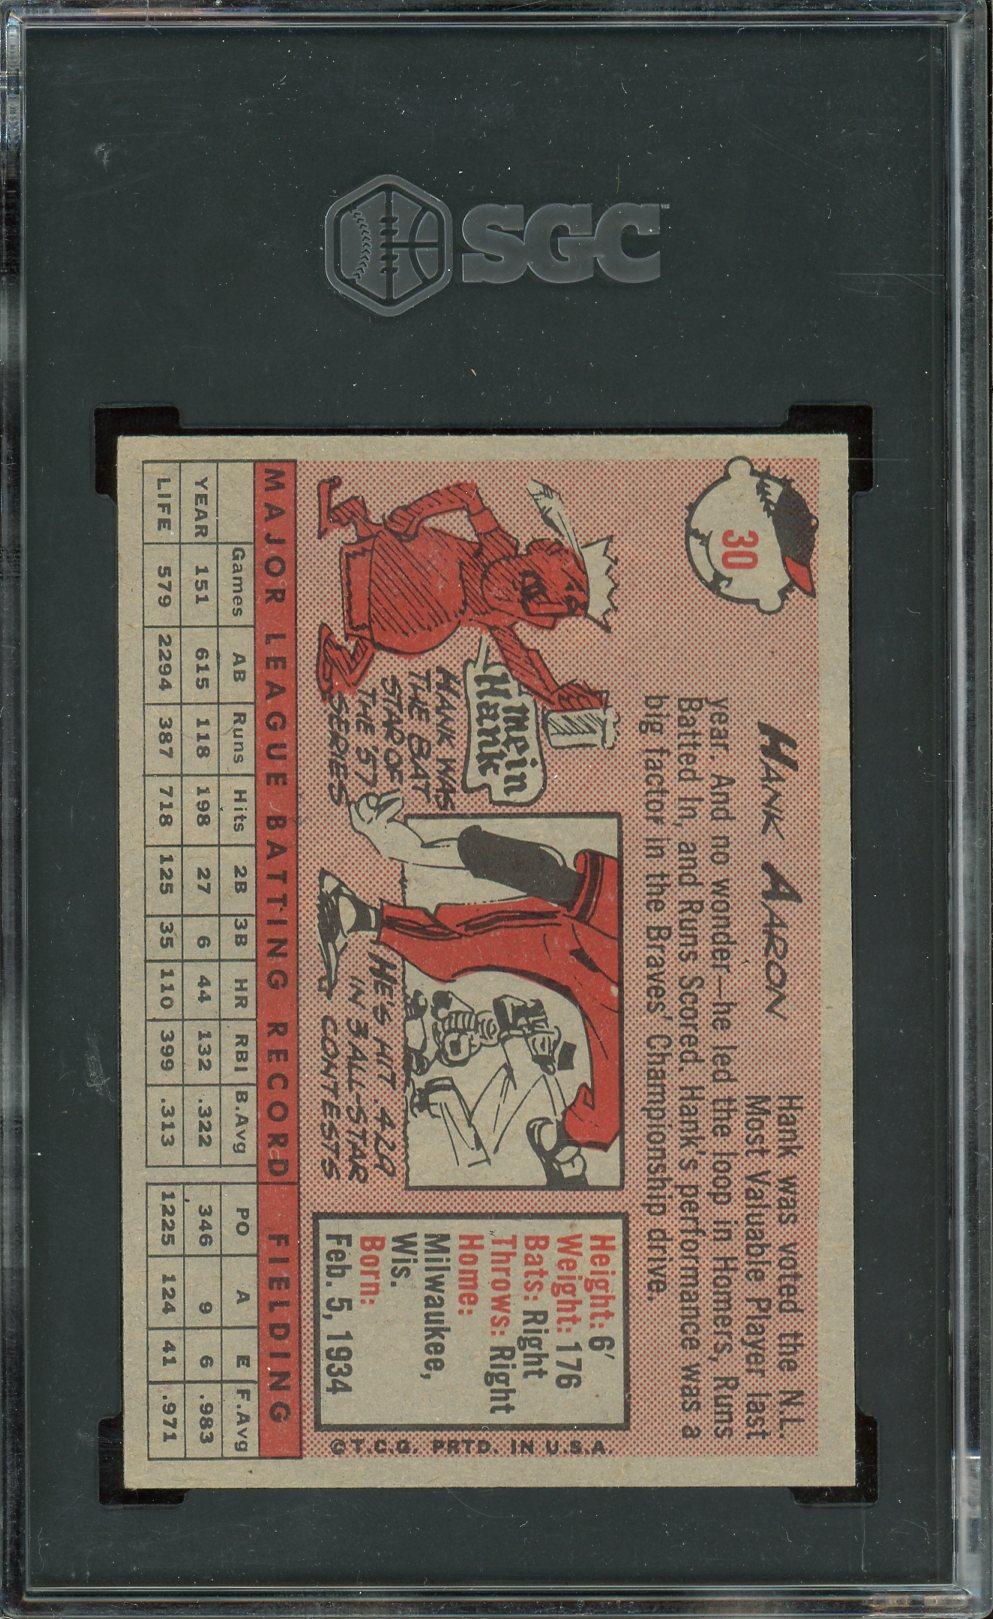 SGC
30
HANK AARON
Hank was voted the N.L.
Most Valuable Player last
year. And no wonder—he led the loop in Homers, Runs
Batted In, and Runs Scored. Hank's performance was a
big factor in the Braves' Championship drive.
Mein
Hank
HANK WAS
THE BAT
STAR OF
THE '57
SERIES
HE'S HIT .429
IN 3 ALL-STAR
CONTESTS
Height: 6'
Weight: 176
Bats: Right
Throws: Right
Home:
Milwaukee,
Wis.
Born:
Feb. 5, 1934
©T.C.G. PRTD. IN U.S.A.
MAJOR LEAGUE BATTING RECORD FIELDING
Games AB Runs Hits 2B 3B HR RBI B.Avg PO A E F.Avg
YEAR 151 615 118 198 27 6 44 132 .322 346 9 6 .983
LIFE 579 2294 387 718 125 35 110 399 .313 1225 124 41 .971